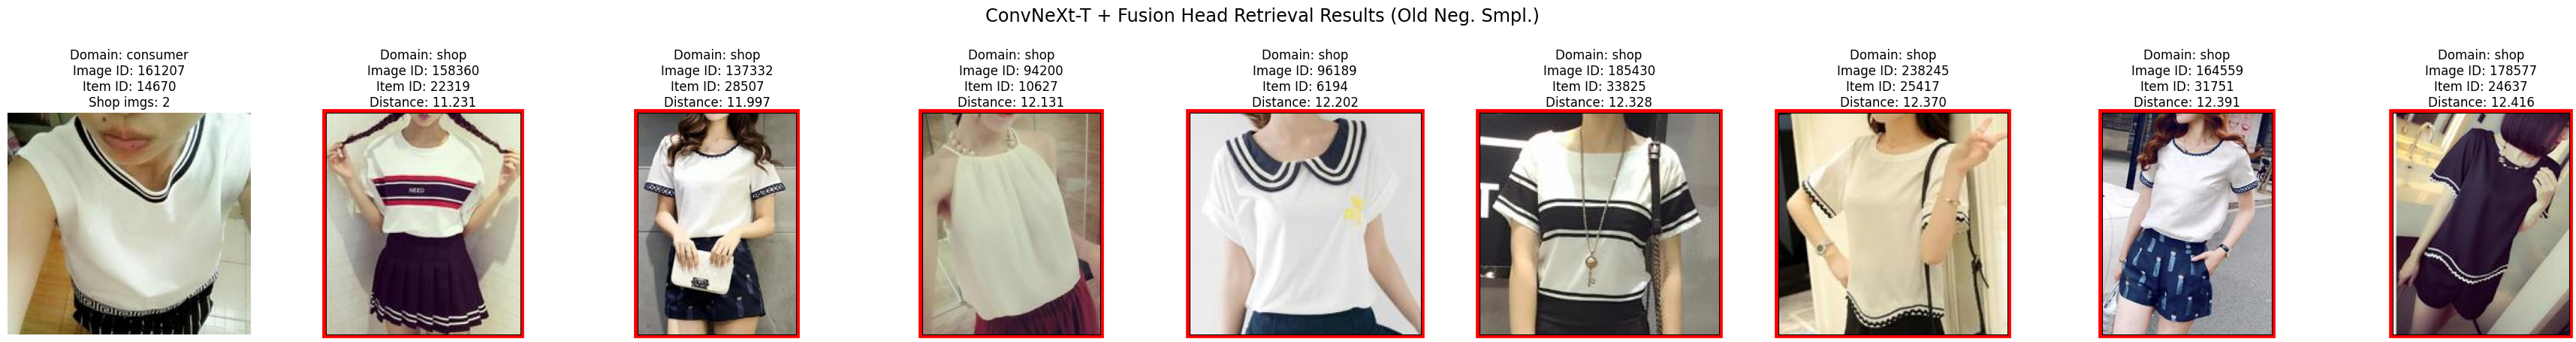 ConvNeXt-T + Fusion Head Retrieval Results (Old Neg. Smpl.)
Domain: consumer
Image ID: 161207
Item ID: 14670
Shop imgs: 2
Domain: shop
Image ID: 158360
Item ID: 22319
Distance: 11.231
Domain: shop
Image ID: 137332
Item ID: 28507
Distance: 11.997
Domain: shop
Image ID: 94200
Item ID: 10627
Distance: 12.131
Domain: shop
Image ID: 96189
Item ID: 6194
Distance: 12.202
Domain: shop
Image ID: 185430
Item ID: 33825
Distance: 12.328
Domain: shop
Image ID: 238245
Item ID: 25417
Distance: 12.370
Domain: shop
Image ID: 164559
Item ID: 31751
Distance: 12.391
Domain: shop
Image ID: 178577
Item ID: 24637
Distance: 12.416
NEED